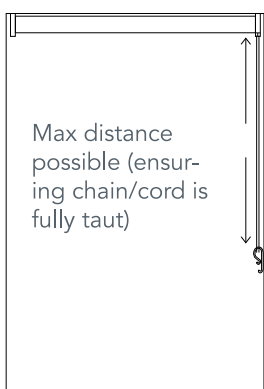 Max distance
possible (ensur-
ing chain/cord is
fully taut)